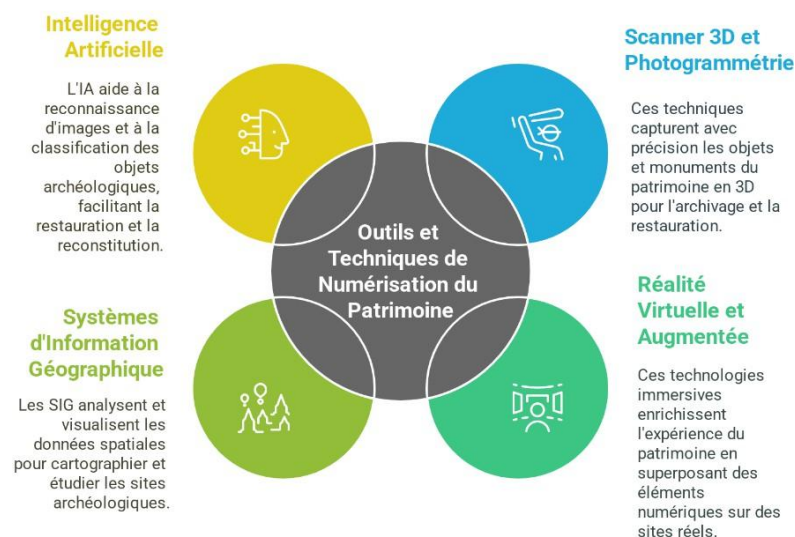 Intelligence
Artificielle
L'IA aide à la
reconnaissance
d'images et à la
classification des
objets
archéologiques,
facilitant la
restauration et la
reconstitution.
Scanner 3D et
Photogrammétrie
Ces techniques
capturent avec
précision les objets
et monuments du
patrimoine en 3D
pour l'archivage et la
restauration.
Outils et
Techniques de
Numérisation du
Patrimoine
Systèmes
d'Information
Géographique
Les SIG analysent et
visualisent les
données spatiales
pour cartographier et
étudier les sites
archéologiques.
Réalité
Virtuelle et
Augmentée
Ces technologies
immersives
enrichissent
l'expérience du
patrimoine en
superposant des
éléments
numériques sur des
sites réels.